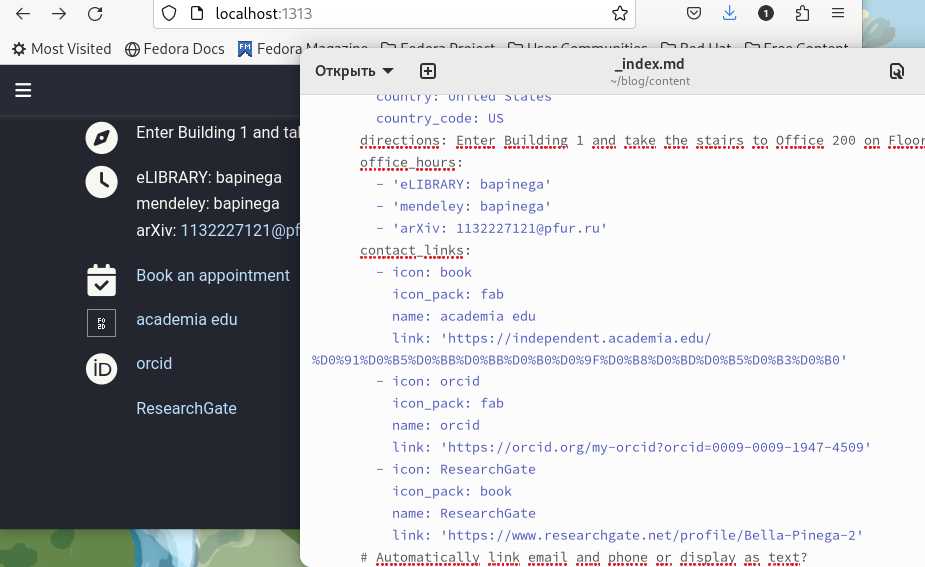 localhost:1313
1
Most Visited Fedora Docs Fedora Magazine Fedora Project User Communities Red Hat Free Content
Enter Building 1 and tak
eLIBRARY: bapinega
mendeley: bapinega
arXiv: 1132227121@pf
Book an appointment
academia edu
orcid
ResearchGate
Открыть
_index.md
~/blog/content
country: United States
country_code: US
directions: Enter Building 1 and take the stairs to Office 200 on Floor
office_hours:
- 'eLIBRARY: bapinega'
- 'mendeley: bapinega'
- 'arXiv: 1132227121@pfur.ru'
contact_links:
- icon: book
icon_pack: fab
name: academia edu
link: 'https://independent.academia.edu/
%D0%91%D0%B5%D0%BB%D0%BB%D0%B0%D0%9F%D0%B8%D0%BD%D0%B5%D0%B3%D0%B0'
- icon: orcid
icon_pack: fab
name: orcid
link: 'https://orcid.org/my-orcid?orcid=0009-0009-1947-4509'
- icon: ResearchGate
icon_pack: book
name: ResearchGate
link: 'https://www.researchgate.net/profile/Bella-Pinega-2'
# Automatically link email and phone or display as text?